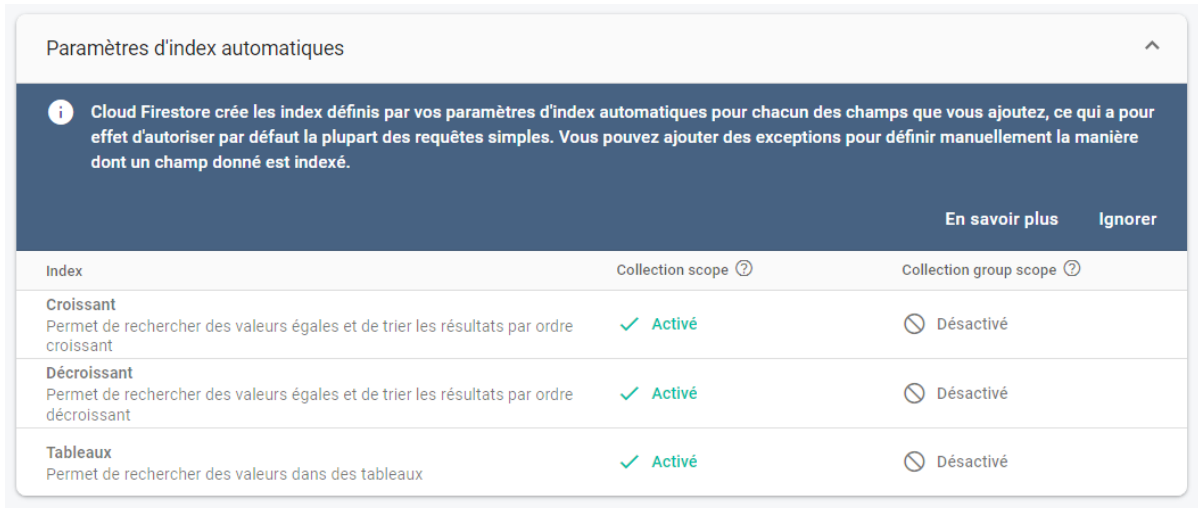 Paramètres d'index automatiques
Cloud Firestore crée les index définis par vos paramètres d'index automatiques pour chacun des champs que vous ajoutez, ce qui a pour
effet d'autoriser par défaut la plupart des requêtes simples. Vous pouvez ajouter des exceptions pour définir manuellement la manière
dont un champ donné est indexé.
En savoir plus Ignorer
Index Collection scope Collection group scope
Croissant
Permet de rechercher des valeurs égales et de trier les résultats par ordre
croissant
Activé Désactivé
Décroissant
Permet de rechercher des valeurs égales et de trier les résultats par ordre
décroissant
Activé Désactivé
Tableaux
Permet de rechercher des valeurs dans des tableaux
Activé Désactivé